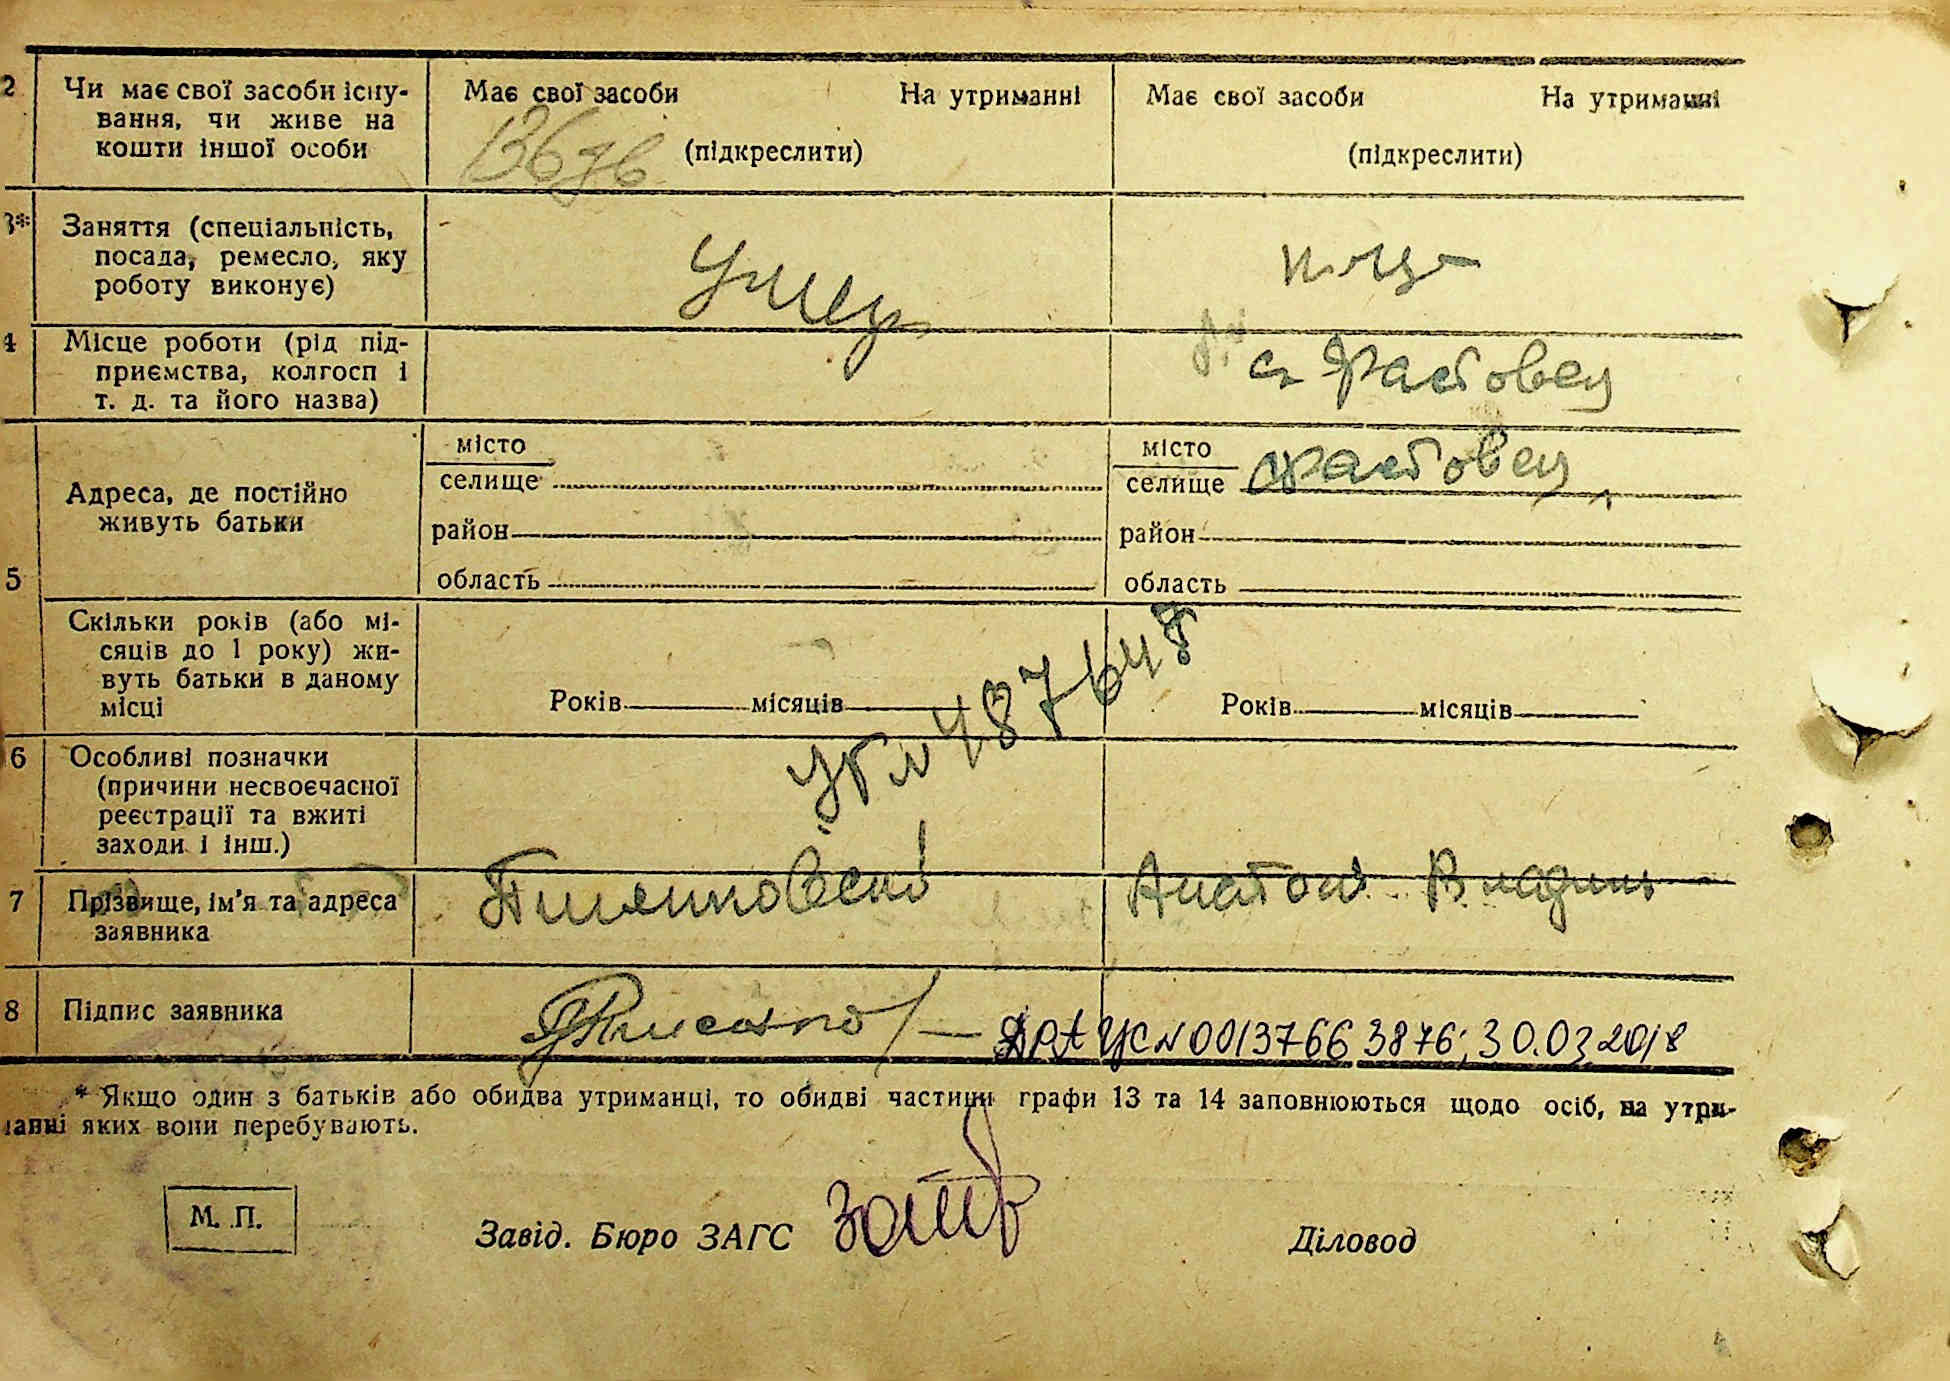 2 Чи має свої засоби існу-
вання, чи живе на
кошти іншої особи
Має свої засоби На утриманні
(підкреслити)
Має свої засоби На утриманні
(підкреслити)
3* Заняття (спеціальність,
посада, ремесло, яку
роботу виконує)
4 Місце роботи (рід під-
приємства, колгосп і
т. д. та його назва)
с. Фастовец
5 Адреса, де постійно
живуть батьки
місто
селище
район
область
місто
селище Фастовец
район
область
Скільки років (або мі-
сяців до 1 року) жи-
вуть батьки в даному
місці
Років місяців
Років місяців
487648
6 Особливі позначки
(причини несвоєчасної
реєстрації та вжиті
заходи і інш.)
7 Прізвище, ім'я та адреса
заявника
8 Підпис заявника
ДРАЦС № 00137663876; 30.03.2018
* Якщо один з батьків або обидва утриманці, то обидві частини графи 13 та 14 заповнюються щодо осіб, на утри-
манні яких вони перебувають.
М. П.
Завід. Бюро ЗАГС
Діловод